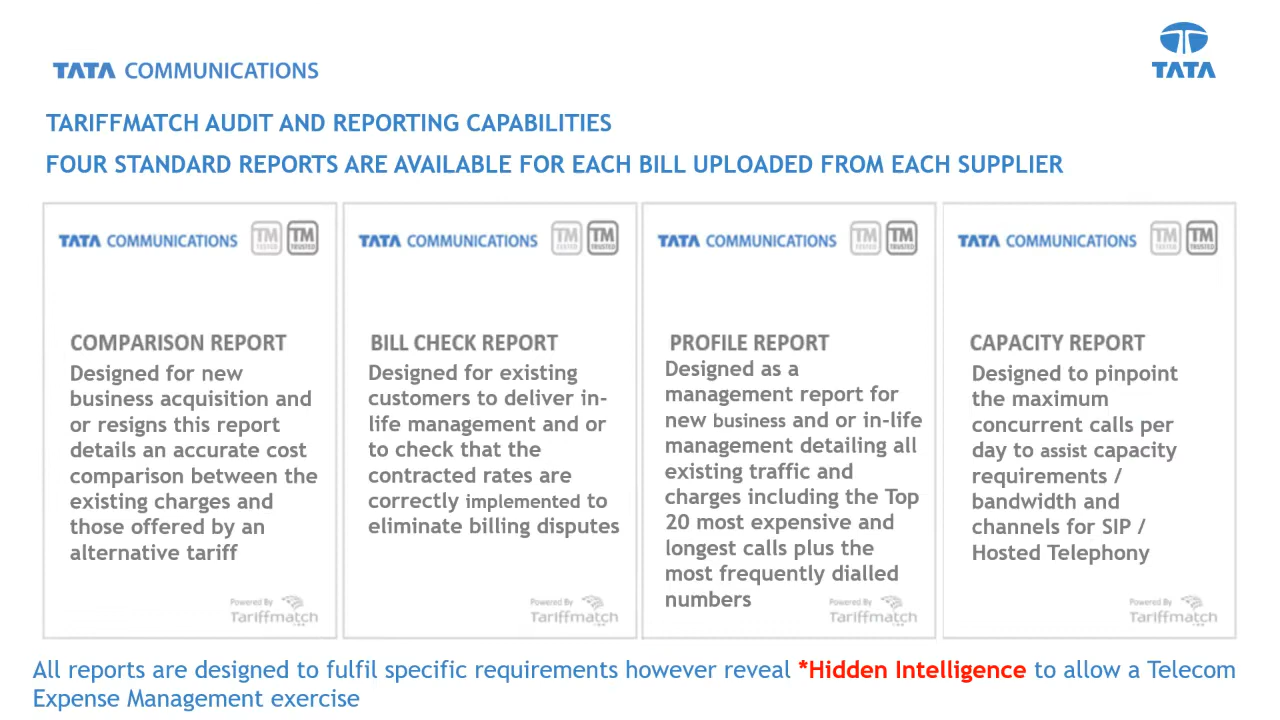 TATA
TATA COMMUNICATIONS
TARIFFMATCH AUDIT AND REPORTING CAPABILITIES
FOUR STANDARD REPORTS ARE AVAILABLE FOR EACH BILL UPLOADED FROM EACH SUPPLIER
TATA COMMUNICATIONS TM TM TRUSTED
COMPARISON REPORT
Designed for new
business acquisition and
or resigns this report
details an accurate cost
comparison between the
existing charges and
those offered by an
alternative tariff
Powered By
Tariffmatch
TATA COMMUNICATIONS TM TM TRUSTED
BILL CHECK REPORT
Designed for existing
customers to deliver in-
life management and or
to check that the
contracted rates are
correctly implemented to
eliminate billing disputes
Powered By
Tariffmatch
TATA COMMUNICATIONS TM TM TRUSTED
PROFILE REPORT
Designed as a
management report for
new business and or in-life
management detailing all
existing traffic and
charges including the Top
20 most expensive and
longest calls plus the
most frequently dialled
numbers
Powered By
Tariffmatch
TATA COMMUNICATIONS TM TM TRUSTED
CAPACITY REPORT
Designed to pinpoint
the maximum
concurrent calls per
day to assist capacity
requirements /
bandwidth and
channels for SIP /
Hosted Telephony
Powered By
Tariffmatch
All reports are designed to fulfil specific requirements however reveal *Hidden Intelligence to allow a Telecom
Expense Management exercise